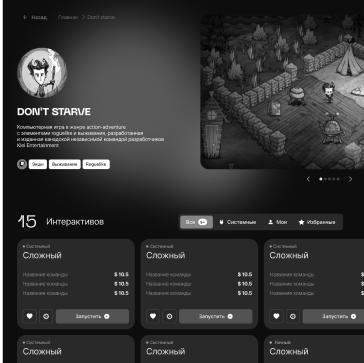 ← Назад Главная > Don't starve
DON'T STARVE
Компьютерная игра в жанре action-adventure
с элементами roguelike и выживания, разработанная
и изданная канадской независимой командой разработчиков
Klei Entertainment
Экшн Выживание Roguelike
15 Интерактивов
Все Системные Мои Избранные
Системный Системный Системный
Сложный Сложный Сложный
Название команды $ 10.5 Название команды $ 10.5 Название команды
Название команды $ 10.5 Название команды $ 10.5 Название команды
Название команды $ 10.5 Название команды $ 10.5 Название команды
Запустить Запустить Запустить
Системный Системный Личный
Сложный Сложный Сложный